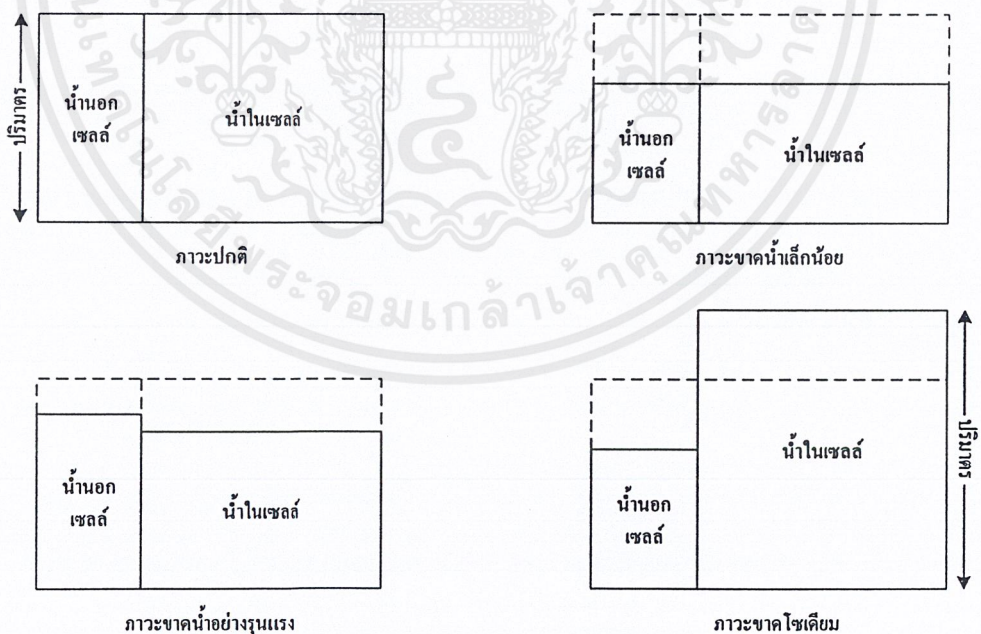 ปริมาตร
น้ำนอก
เซลล์
น้ำในเซลล์
ภาวะปกติ
น้ำนอก
เซลล์
น้ำในเซลล์
ภาวะขาดน้ำเล็กน้อย
น้ำนอก
เซลล์
น้ำในเซลล์
ภาวะขาดน้ำอย่างรุนแรง
น้ำนอก
เซลล์
น้ำในเซลล์
ปริมาตร
ภาวะขาดโซเดียม